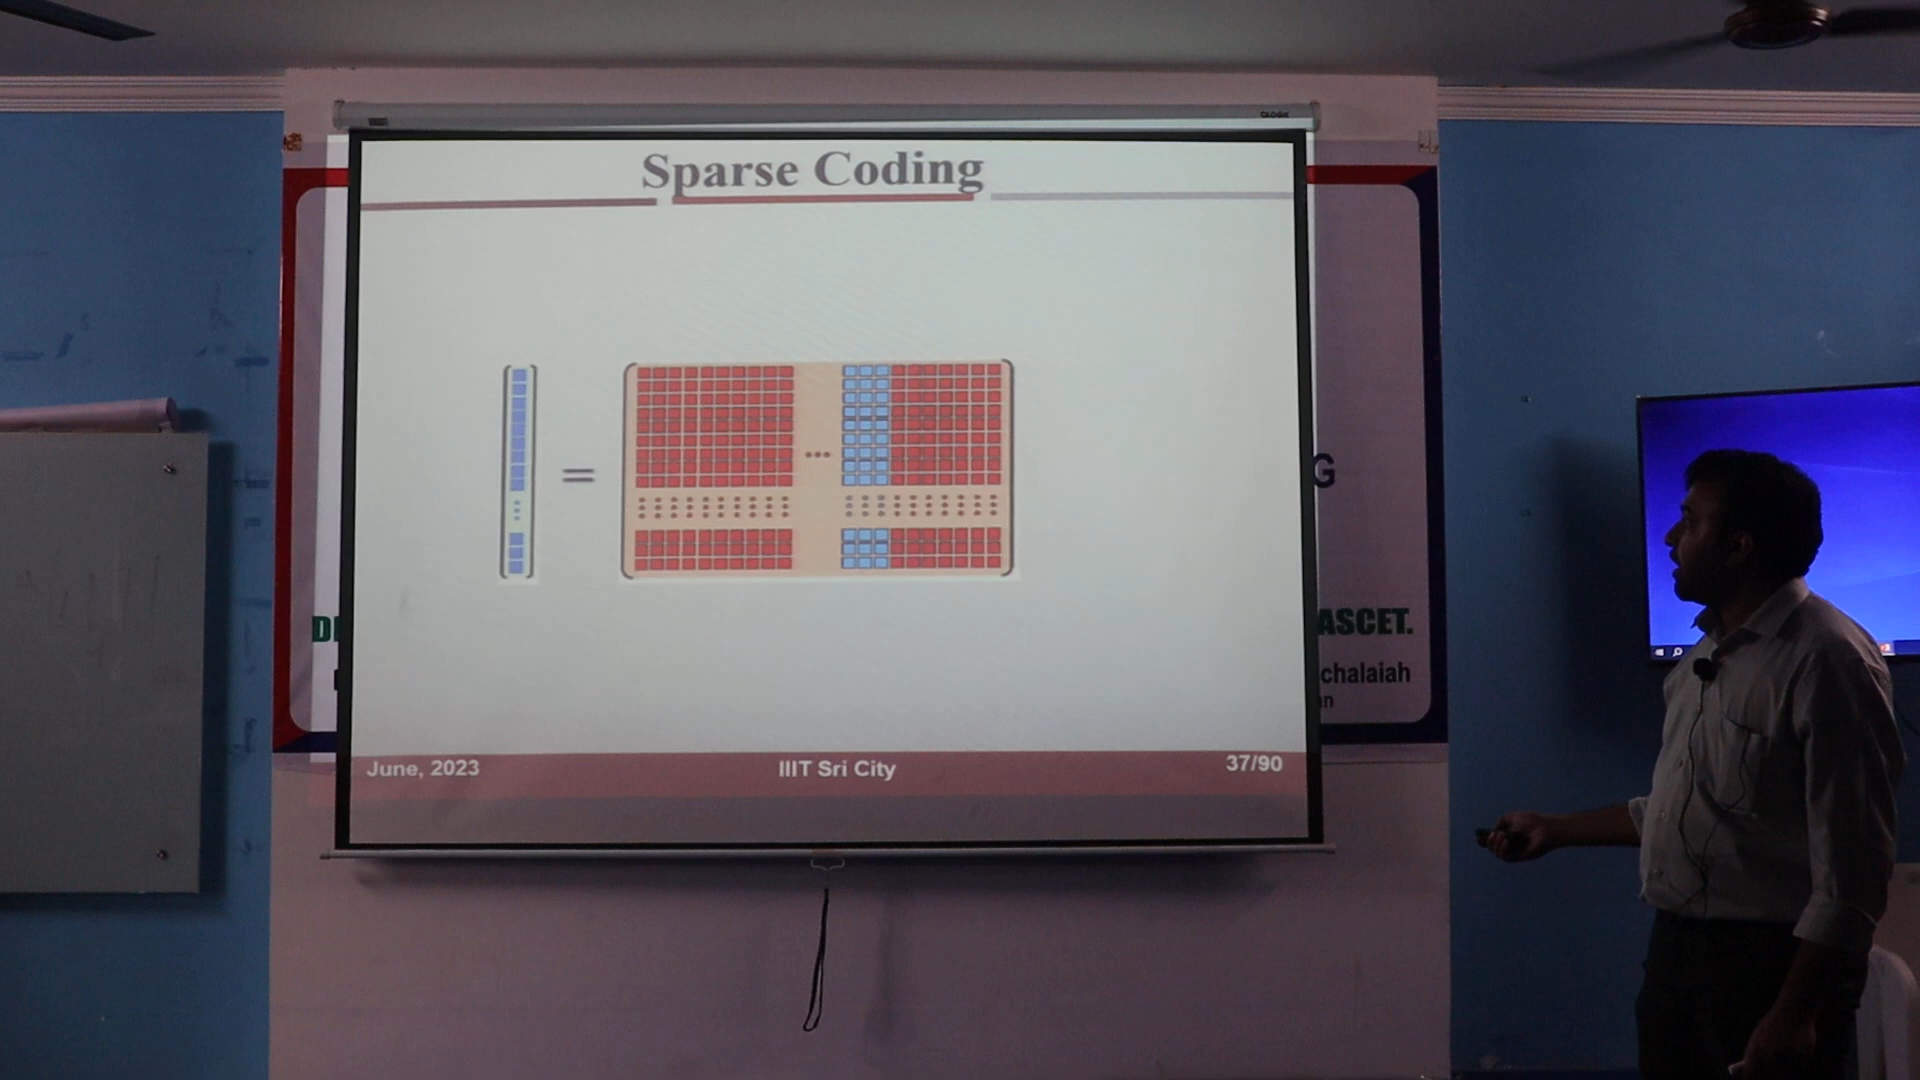 Sparse Coding
=
G
ASCET.
chalaiah
June, 2023
IIIT Sri City
37/90